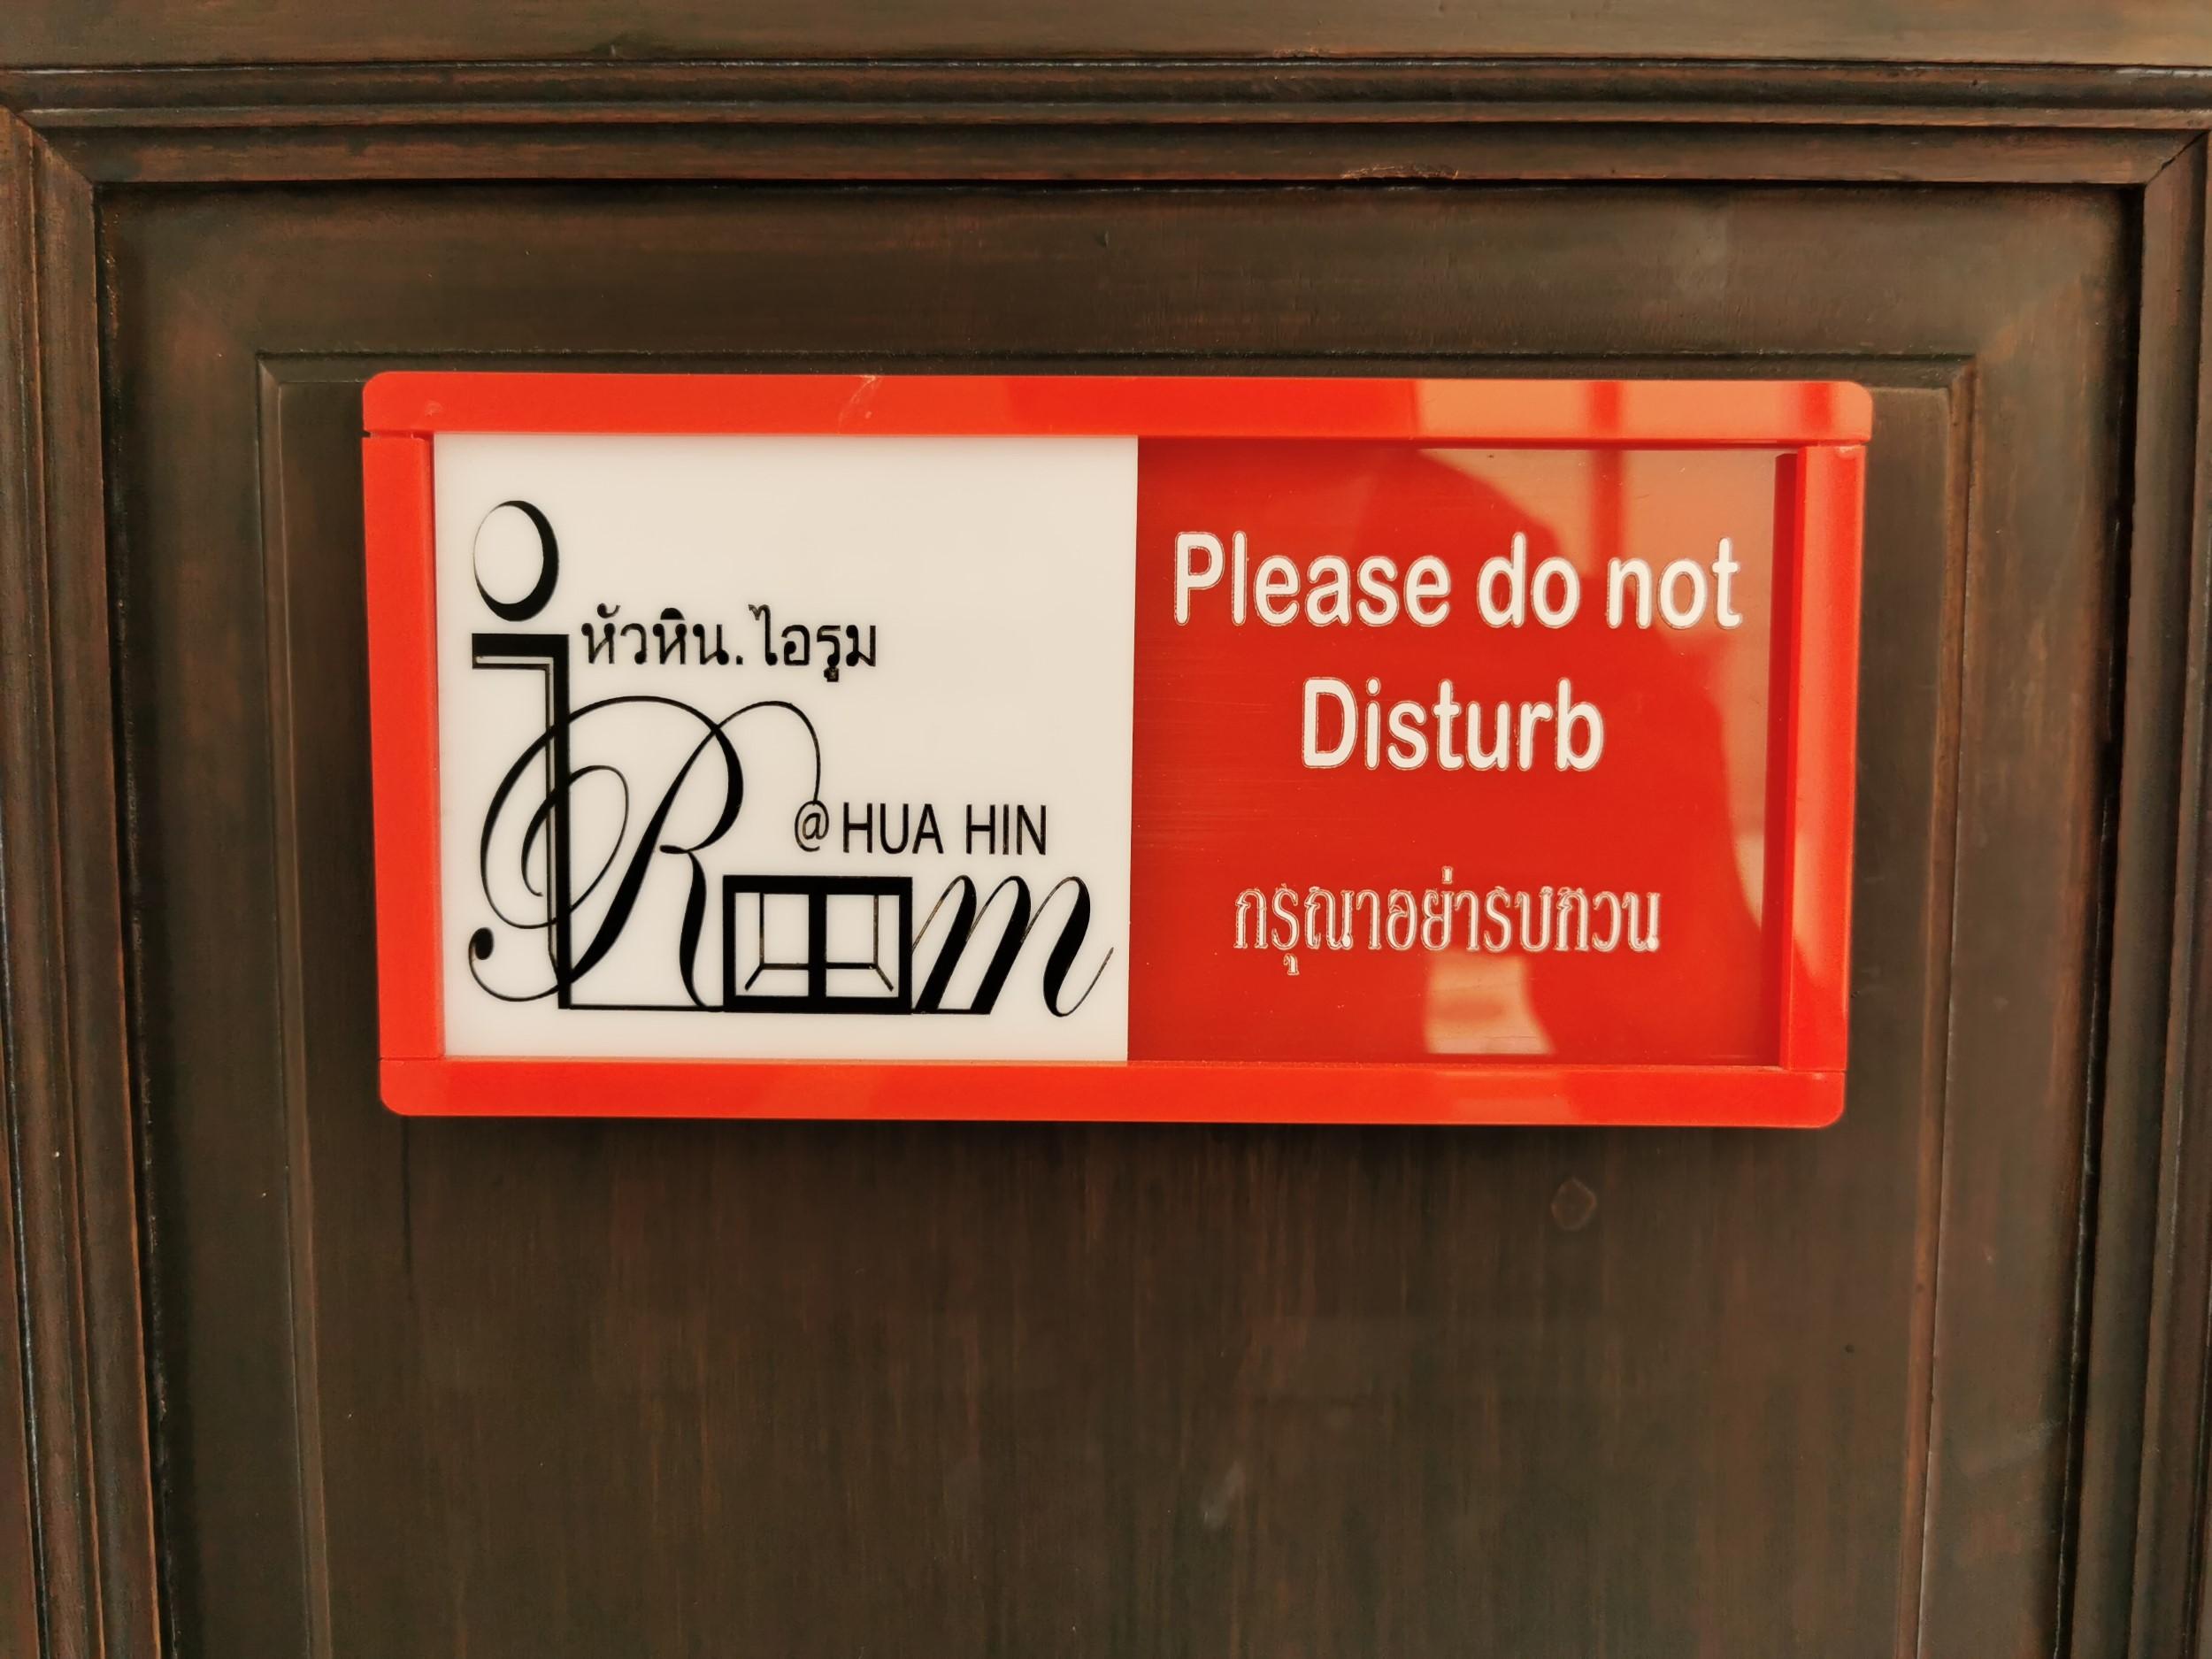 หัวหิน.ไอรูม
@ HUA HIN
iRoom
Please do not
Disturb
กรุณาอย่ารบกวน